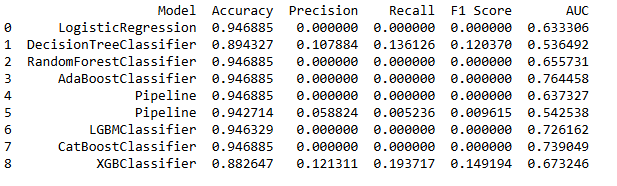 Model Accuracy Precision Recall F1 Score AUC
0 LogisticRegression 0.946885 0.000000 0.000000 0.000000 0.633306
1 DecisionTreeClassifier 0.894327 0.107884 0.136126 0.120370 0.536492
2 RandomForestClassifier 0.946885 0.000000 0.000000 0.000000 0.655731
3 AdaBoostClassifier 0.946885 0.000000 0.000000 0.000000 0.764458
4 Pipeline 0.946885 0.000000 0.000000 0.000000 0.637327
5 Pipeline 0.942714 0.058824 0.005236 0.009615 0.542538
6 LGBMClassifier 0.946329 0.000000 0.000000 0.000000 0.726162
7 CatBoostClassifier 0.946885 0.000000 0.000000 0.000000 0.739049
8 XGBClassifier 0.882647 0.121311 0.193717 0.149194 0.673246